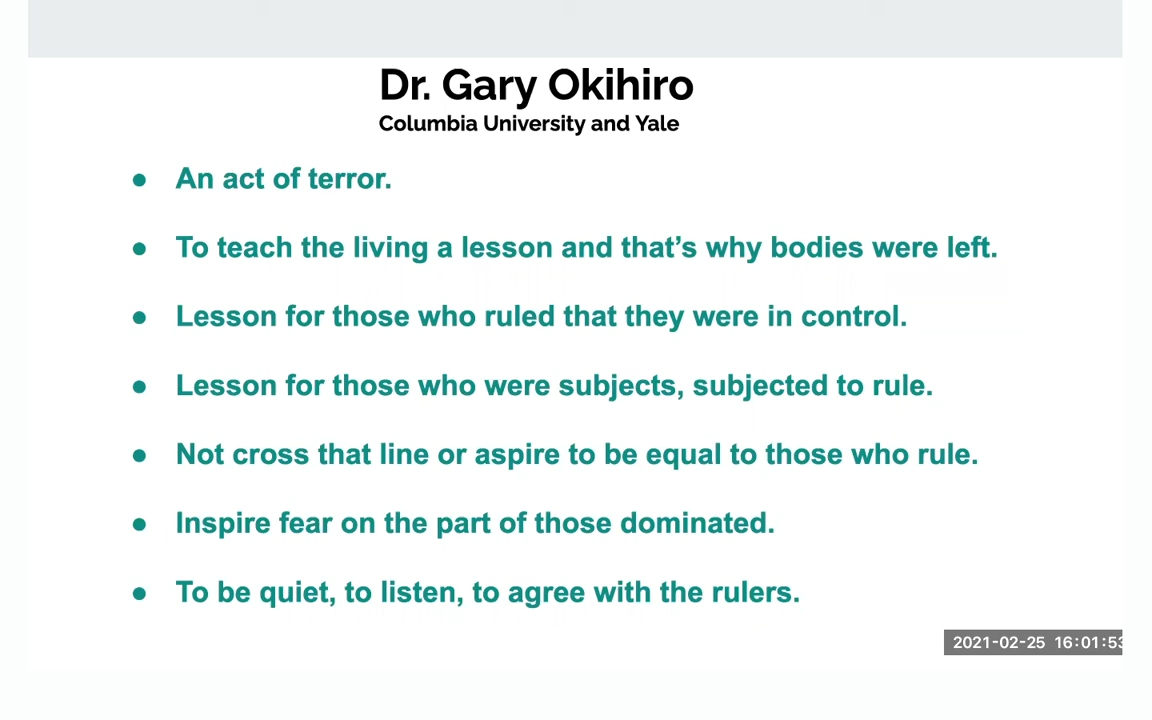 Dr. Gary Okihiro
Columbia University and Yale
● An act of terror.
● To teach the living a lesson and that’s why bodies were left.
● Lesson for those who ruled that they were in control.
● Lesson for those who were subjects, subjected to rule.
● Not cross that line or aspire to be equal to those who rule.
● Inspire fear on the part of those dominated.
● To be quiet, to listen, to agree with the rulers.
2021-02-25 16:01:53